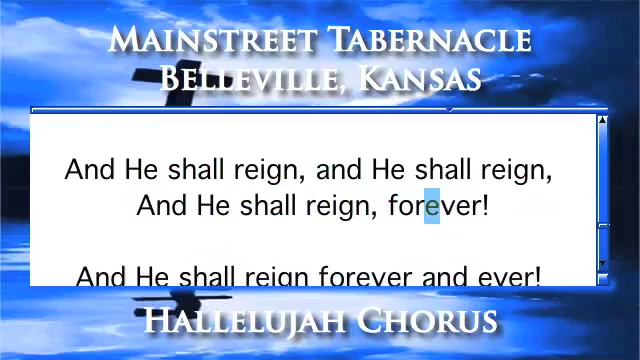 MAINSTREET TABERNACLE
BELLEVILLE, KANSAS
And He shall reign, and He shall reign,
And He shall reign, forever!
And He shall reign forever and ever!
HALLELUJAH CHORUS